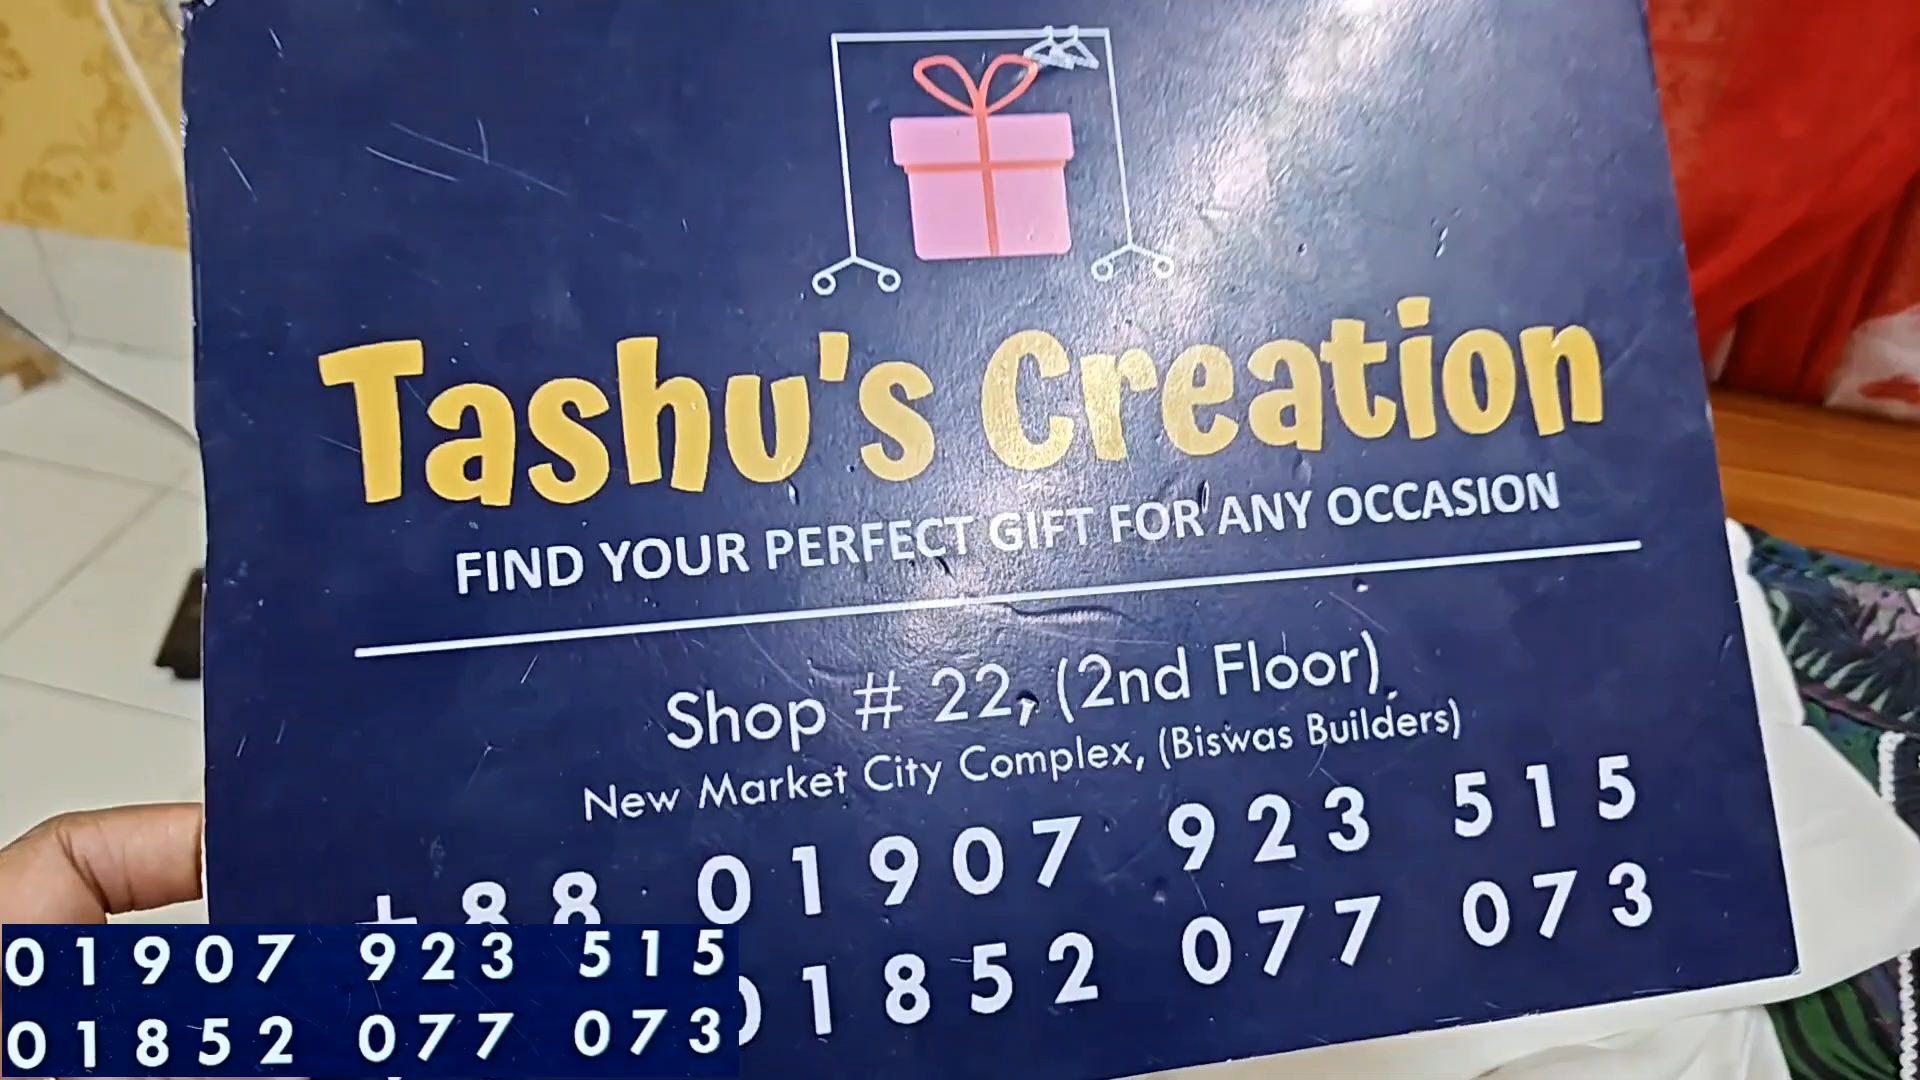 Tashu's Creation
FIND YOUR PERFECT GIFT FOR ANY OCCASION
Shop # 22, (2nd Floor),
New Market City Complex, (Biswas Builders)
+88 01907 923 515
01852 077 073
01907 923 515
01852 077 073